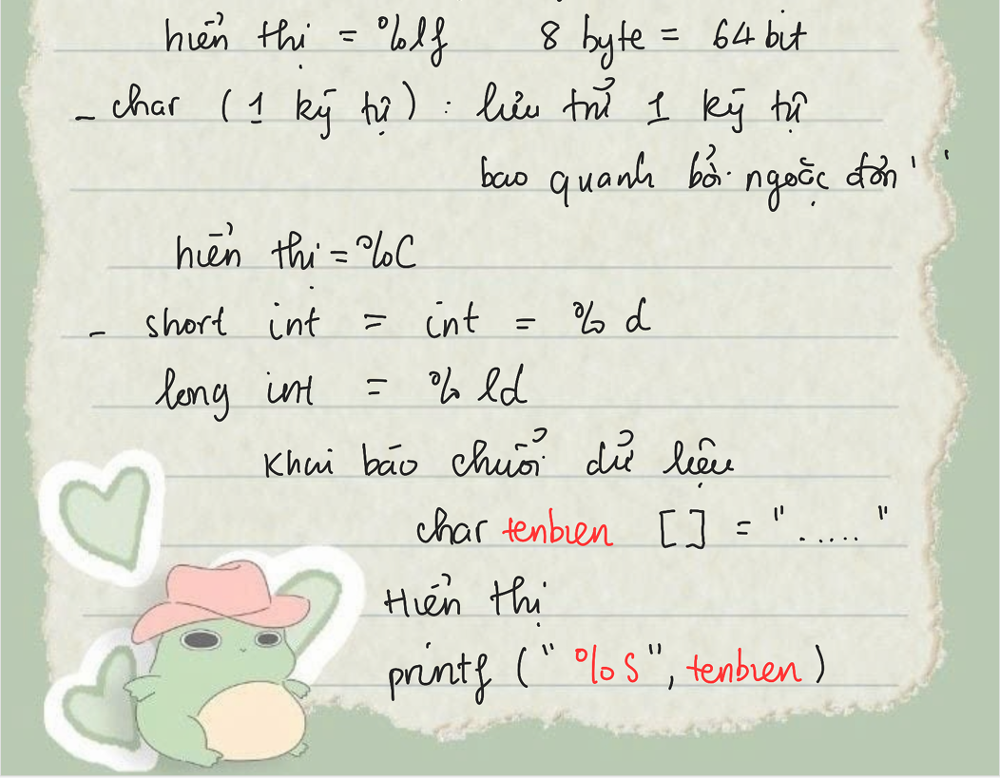 hiển thị = %lf 8 byte = 64 bit
- char (1 ký tự) : lưu trữ 1 ký tự
bao quanh bởi ngoặc đơn ' '
hiển thị = %C
- short int = int = % d
long int = % ld
Khai báo chuỗi dữ liệu
char tenbien [ ] = "....."
Hiển thị
printf (" %s", tenbien )